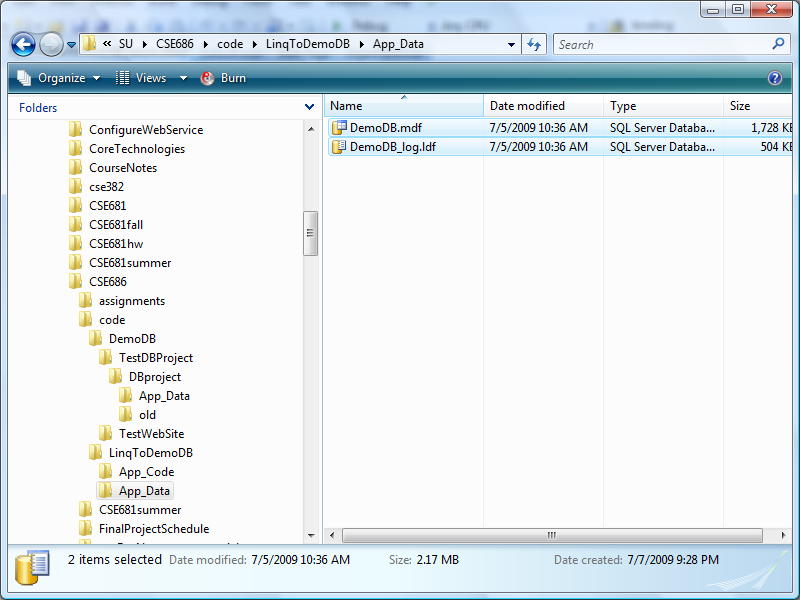 « SU CSE686 code LinqToDemoDB App_Data Search
Organize Views Burn
Folders
ConfigureWebService
CoreTechnologies
CourseNotes
cse382
CSE681
CSE681fall
CSE681hw
CSE681summer
CSE686
assignments
code
DemoDB
TestDBProject
DBproject
App_Data
old
TestWebSite
LinqToDemoDB
App_Code
App_Data
CSE681summer
FinalProjectSchedule
Name Date modified Type Size
DemoDB.mdf 7/5/2009 10:36 AM SQL Server Databa... 1,728 KB
DemoDB_log.ldf 7/5/2009 10:36 AM SQL Server Databa... 504 KB
2 items selected Date modified: 7/5/2009 10:36 AM Size: 2.17 MB Date created: 7/7/2009 9:28 PM